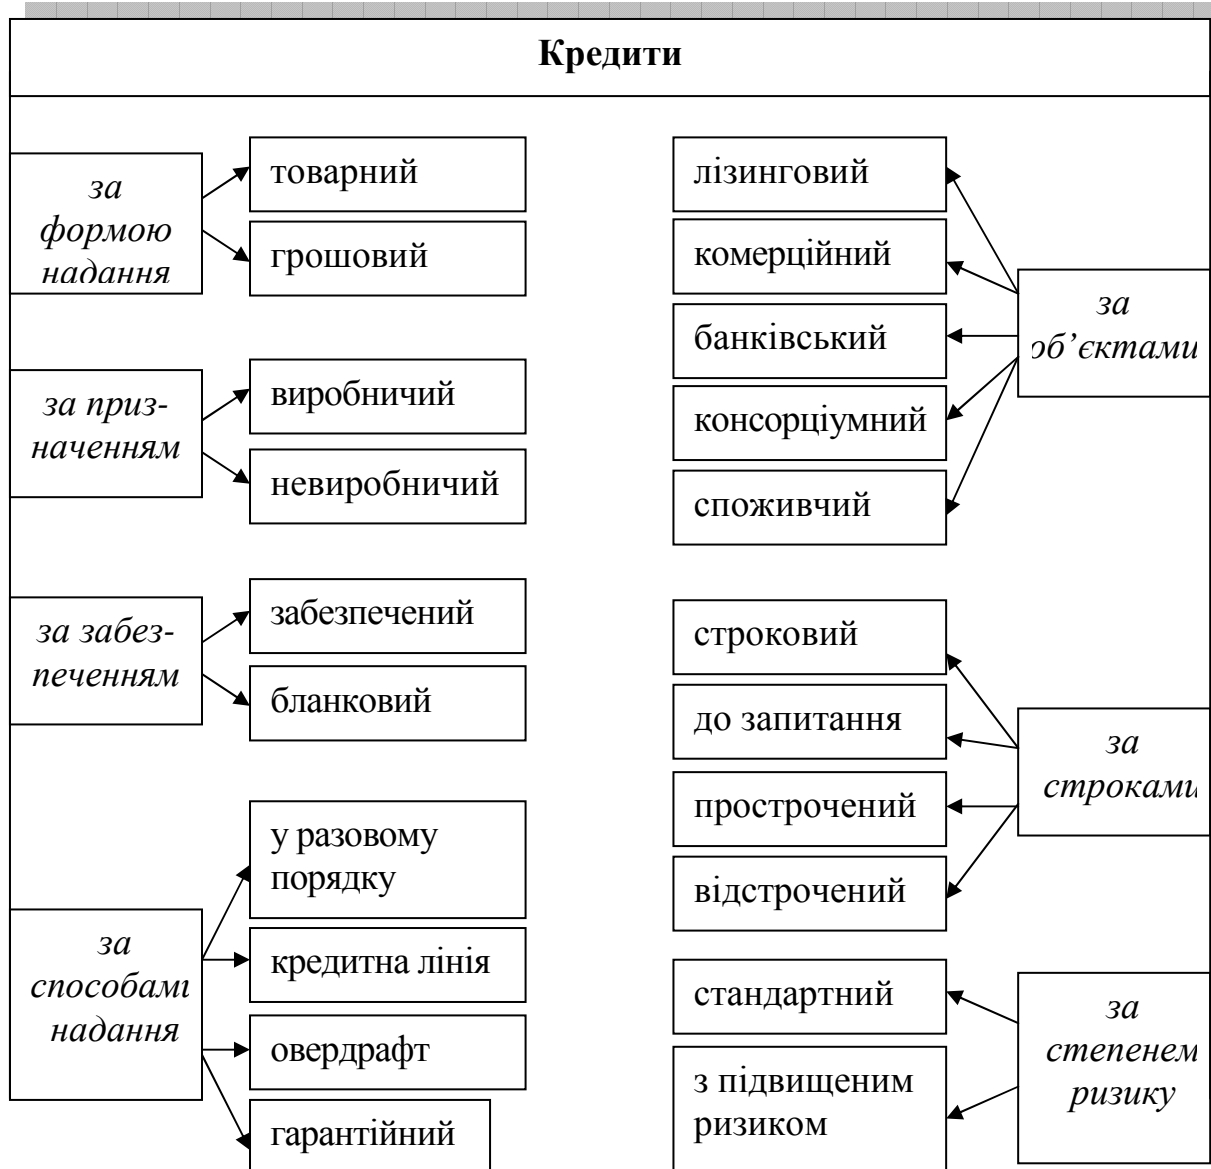 Кредити
за
формою
надання
товарний
грошовий
за приз-
наченням
виробничий
невиробничий
за забез-
печенням
забезпечений
бланковий
за
способами
надання
у разовому
порядку
кредитна лінія
овердрафт
гарантійний
лізинговий
комерційний
банківський
консорціумний
споживчий
за
об’єктами
строковий
до запитання
прострочений
відстрочений
за
строками
стандартний
з підвищеним
ризиком
за
степенем
ризику